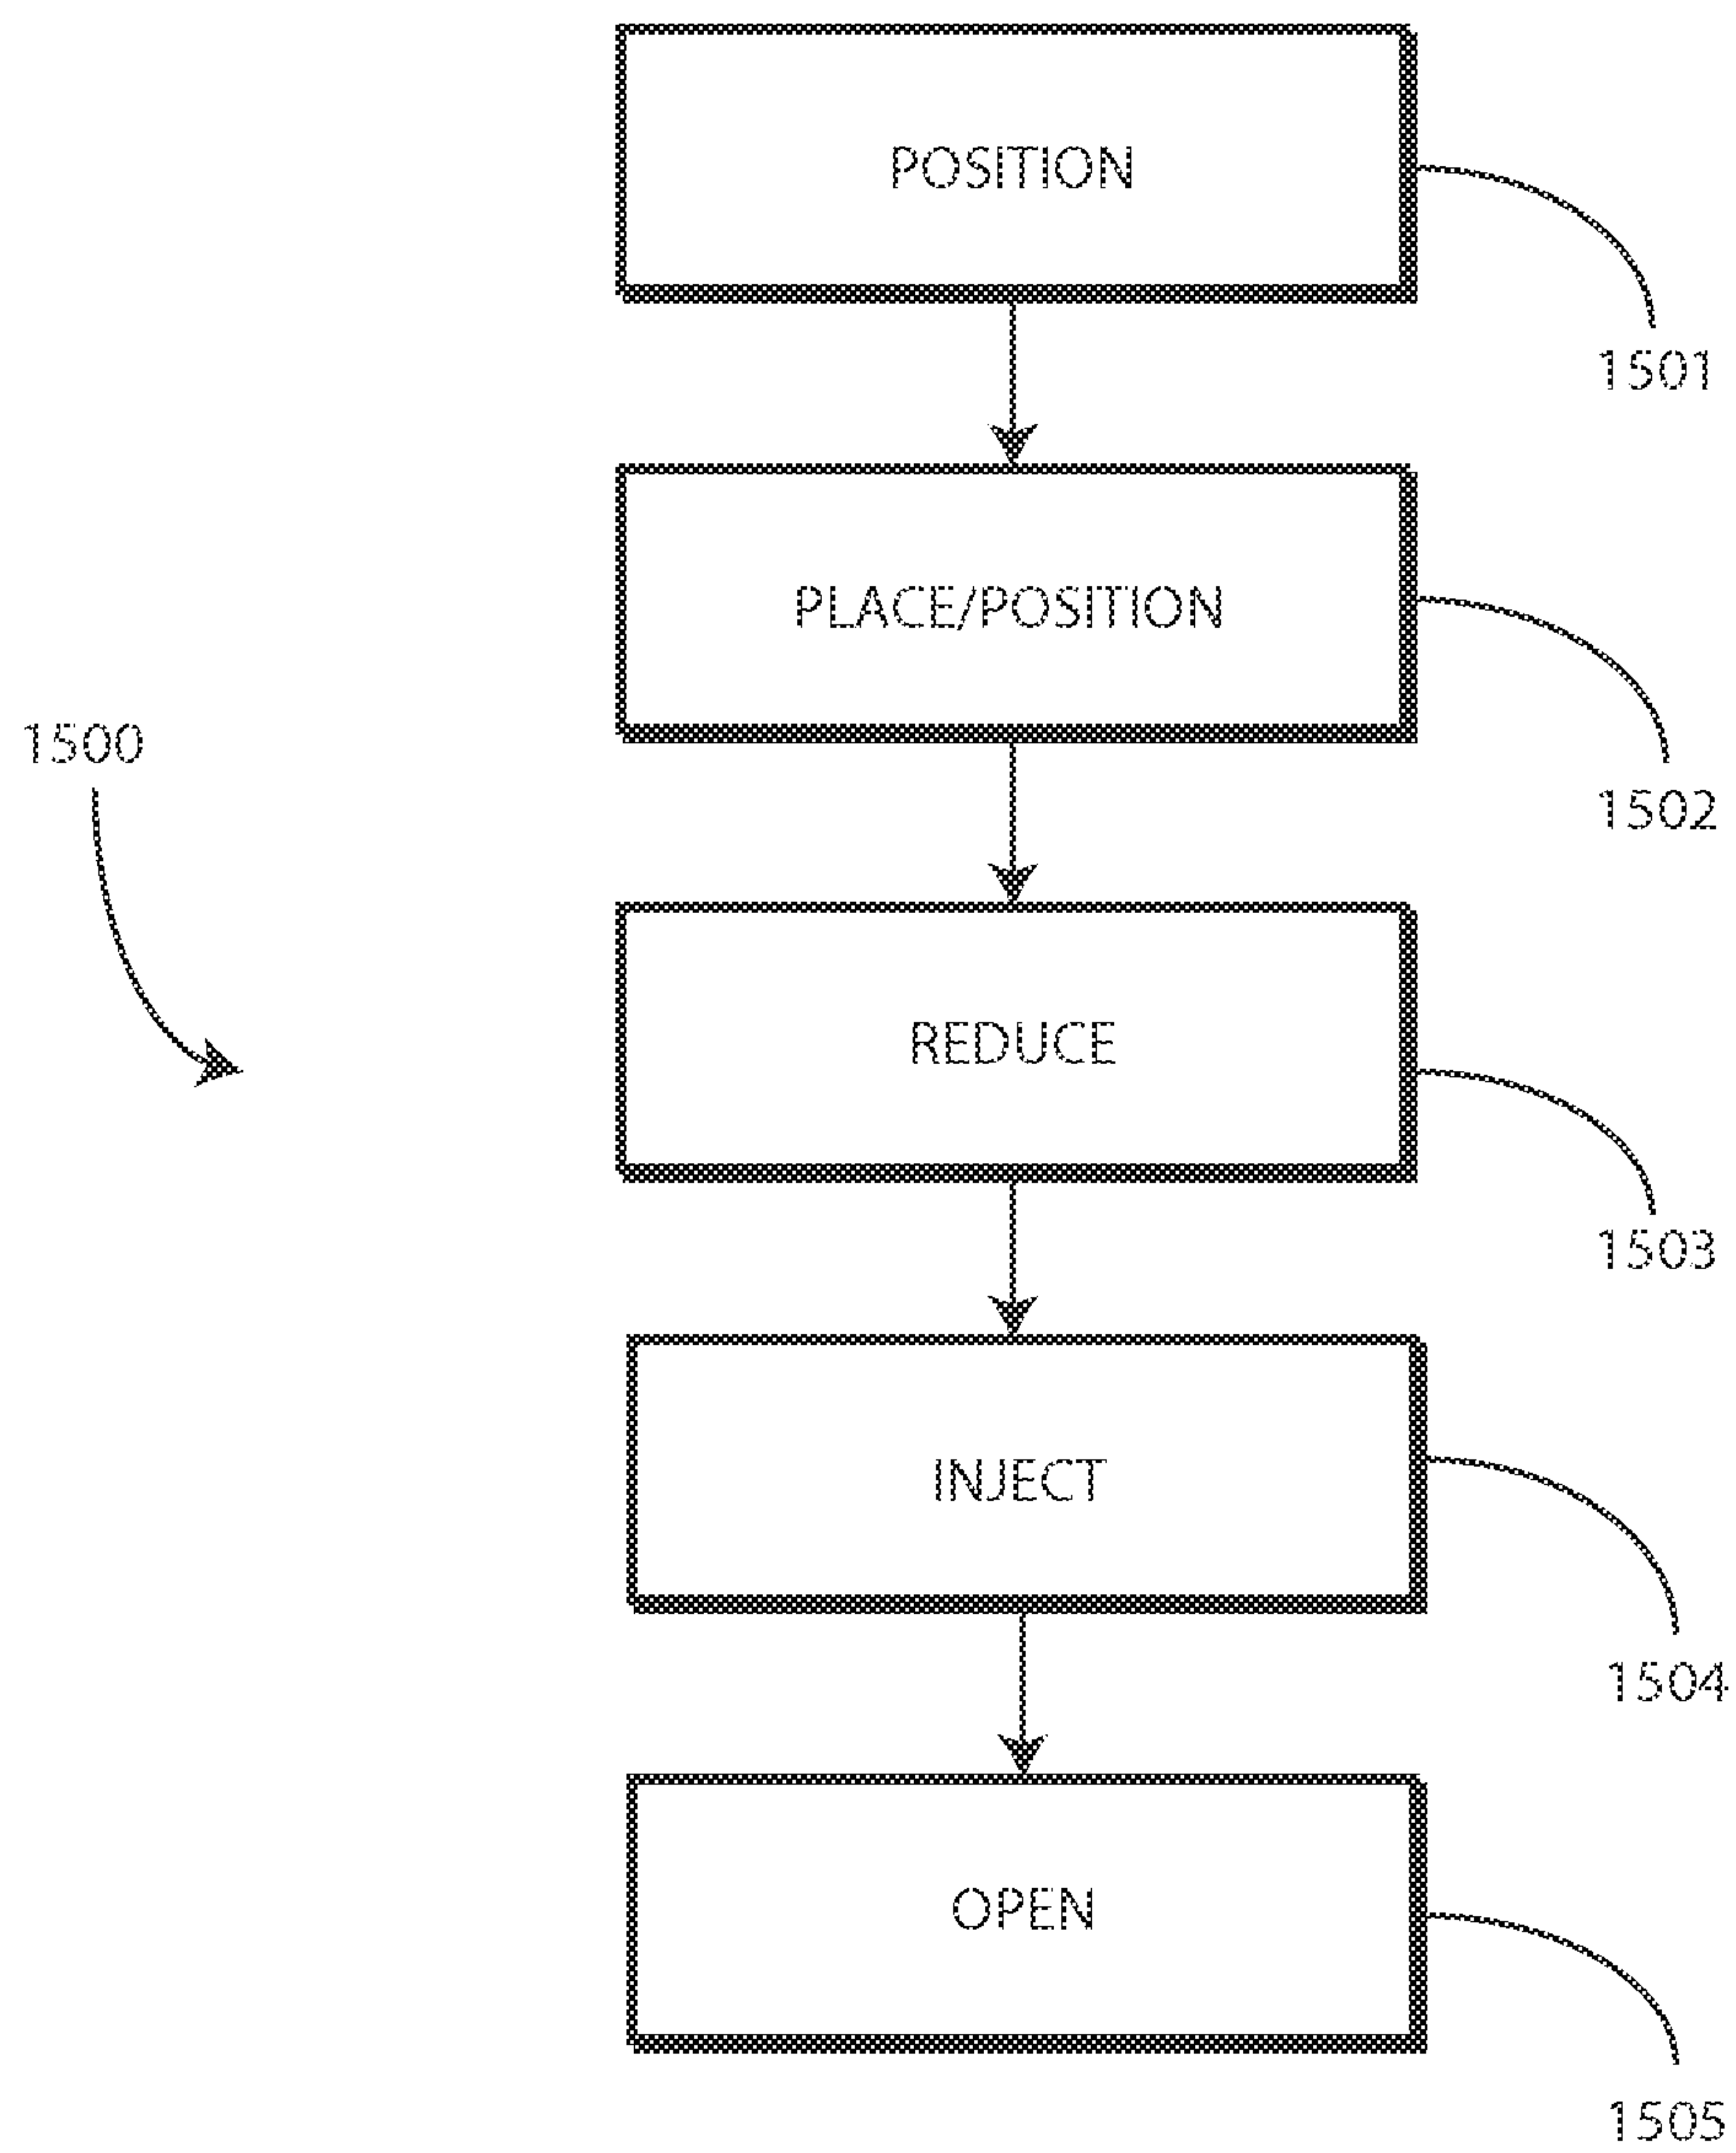 POSITION
1501
PLACE/POSITION
1500
1502
REDUCE
1503
INJECT
1504
OPEN
1505